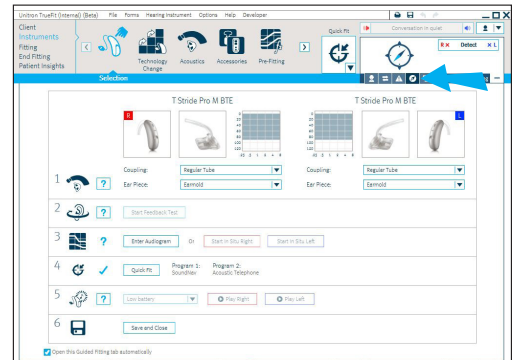 Unitron TrueFit (Internal) (Beta) File Forms Hearing Instrument Options Help Developer
Client
Instruments
Fitting
End Fitting
Patient Insights
Technology Change
Acoustics
Accessories
Pre-Fitting
Quick Fit
Conversation in quiet
R X Detect X L
Selection
T Stride Pro M BTE
T Stride Pro M BTE
R
L
Coupling: Regular Tube
Coupling: Regular Tube
Ear Piece: Earmold
Ear Piece: Earmold
1 ?
2 ? Start Feedback Test
3 ? Enter Audiogram Or Start In Situ Right Start In Situ Left
4 Quick Fit Program 1: Program 2:
SoundNav Acoustic Telephone
5 ? Low battery Play Right Play Left
6 Save and Close
Open this Guided Fitting tab automatically